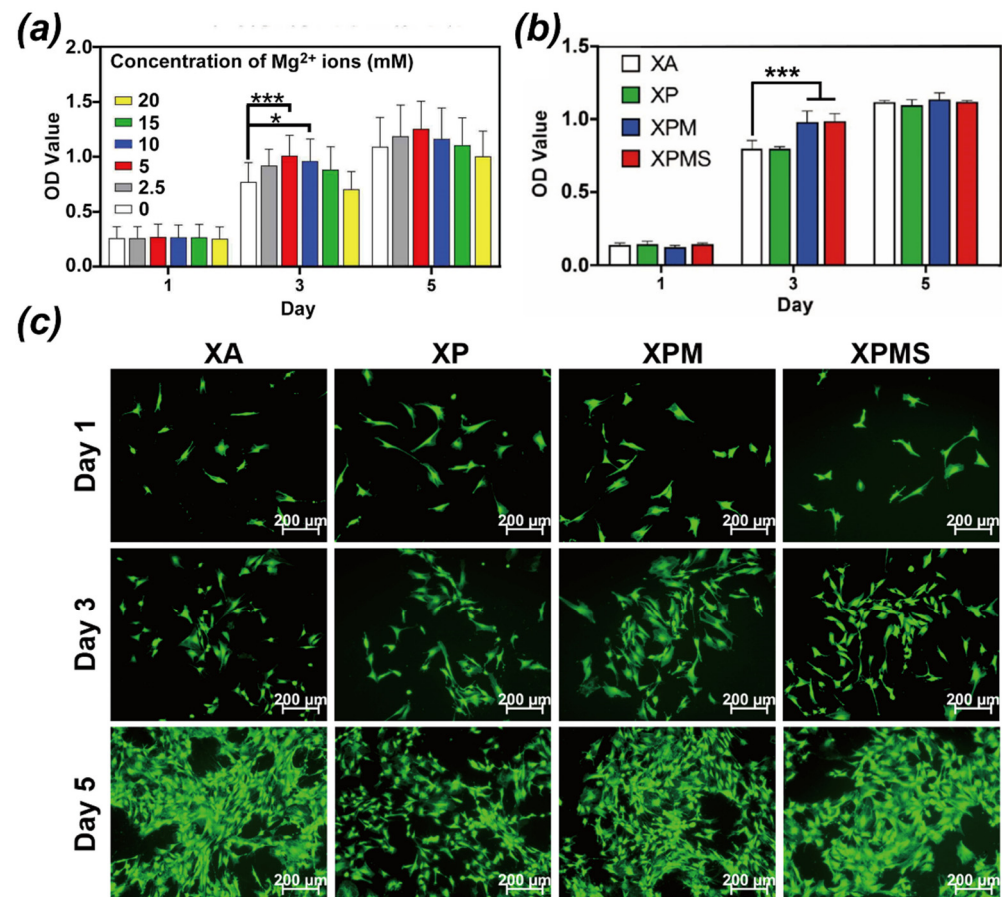 (a)
2.0
1.5
1.0
0.5
0.0
OD Value
Concentration of Mg²⁺ ions (mM)
20
15
10
5
2.5
0
***
*
1
3
5
Day
(b)
1.5
1.0
0.5
0.0
OD Value
XA
XP
XPM
XPMS
***
1
3
5
Day
(c)
XA
XP
XPM
XPMS
Day 1
200 μm
200 μm
200 μm
200 μm
Day 3
200 μm
200 μm
200 μm
200 μm
Day 5
200 μm
200 μm
200 μm
200 μm